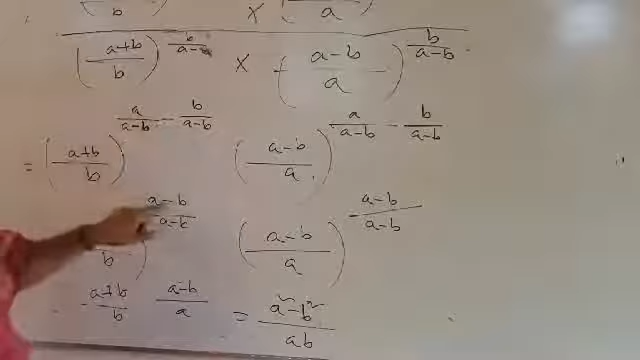 b × a
(a+b/b)^(b/a-b) × (a-b/a)^(b/a-b)
= (a+b/b)^(a/a-b - b/a-b) (a-b/a)^(a/a-b - b/a-b)
b)^(a-b/a-b) (a-b/a)^(a-b/a-b)
a+b/b a-b/a = a²-b²/ab